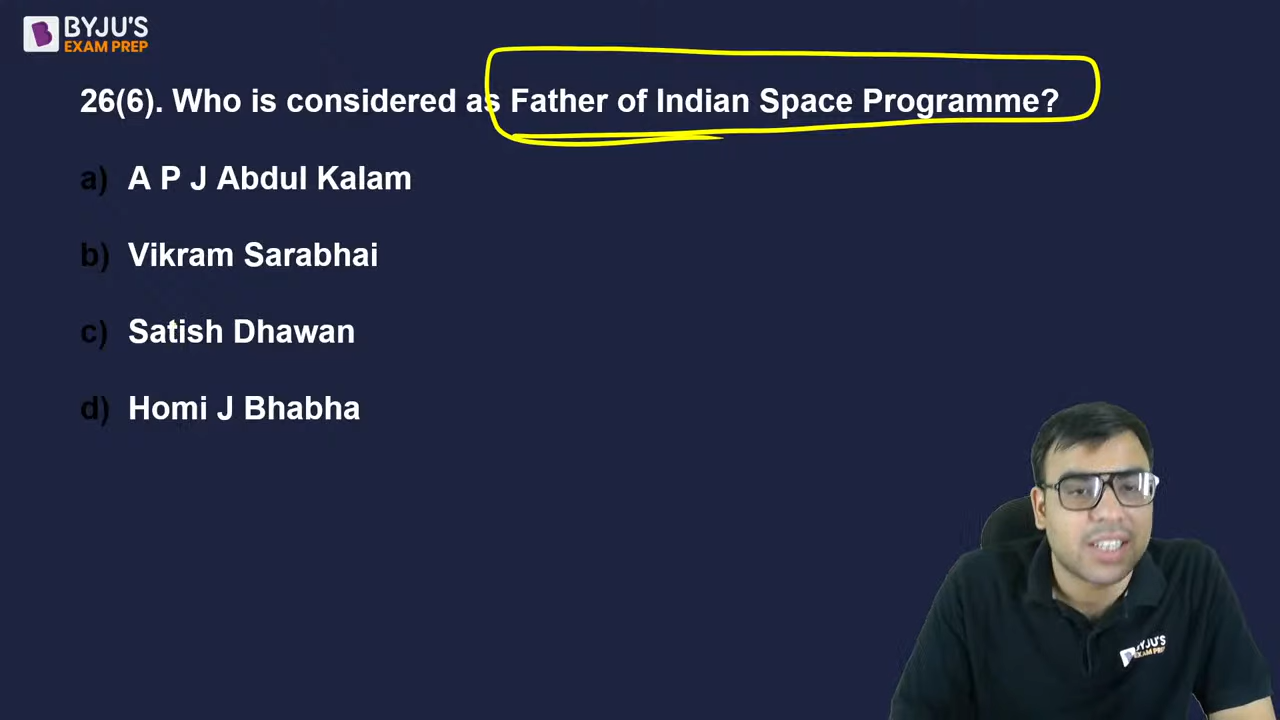 BYJU'S
EXAM PREP
26(6). Who is considered as Father of Indian Space Programme?
a) A P J Abdul Kalam
b) Vikram Sarabhai
c) Satish Dhawan
d) Homi J Bhabha
BYJU'S
EXAM PREP